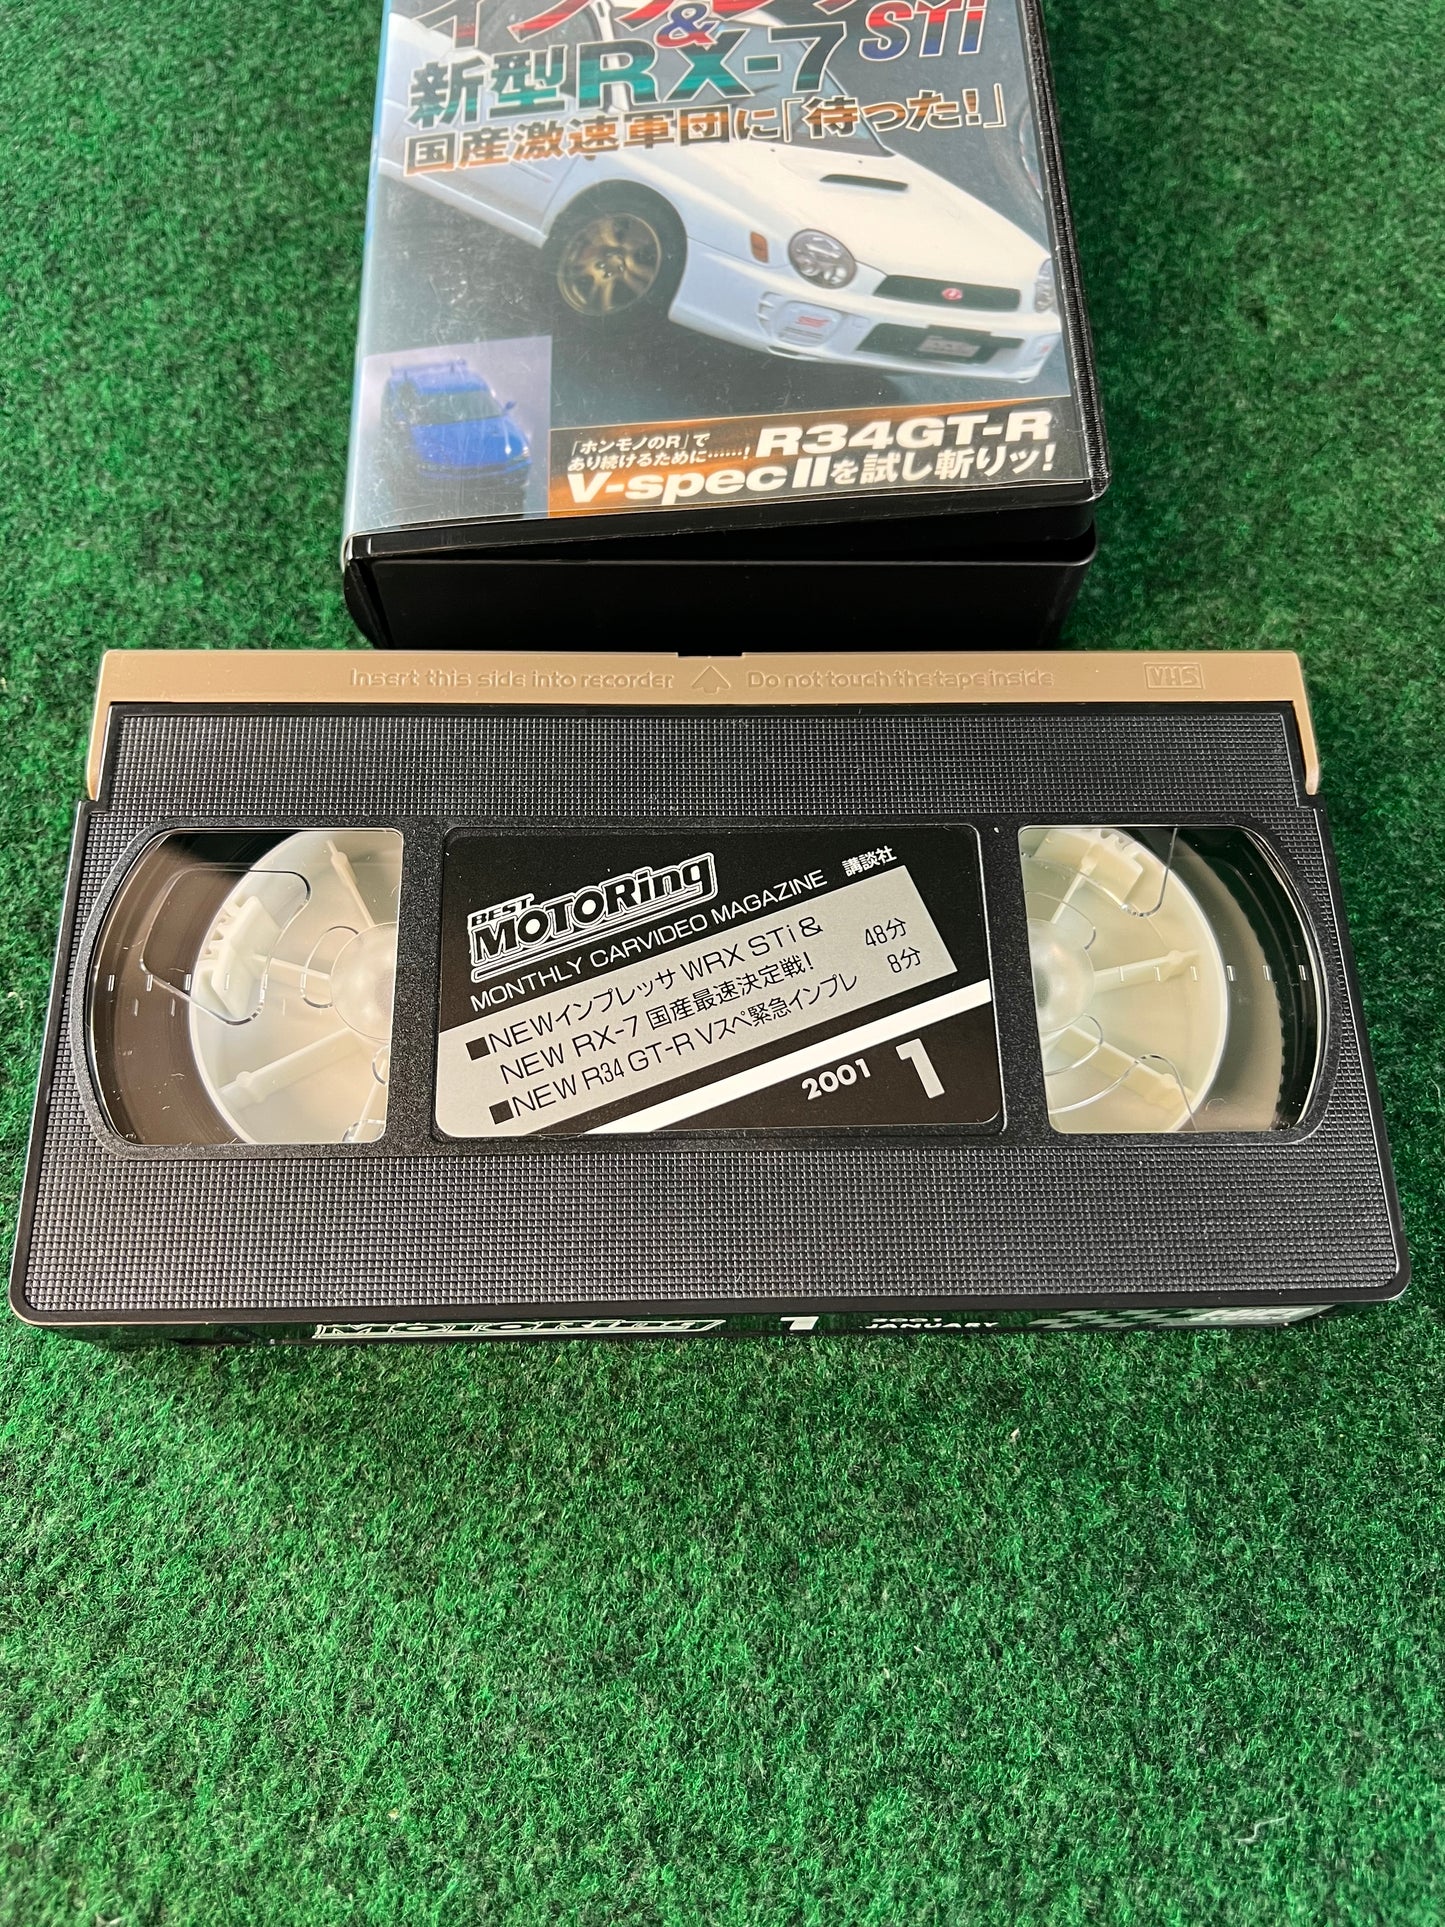 &
新型RX-7 STi
国産激速軍団に「待った!」
「ホンモノのR」で
あり続けるために……!
R34GT-R
V-spec IIを試し斬りッ!
Insert this side into recorder
Do not touch the tape inside
VHS
BEST
MOTORing
MONTHLY CARVIDEO MAGAZINE 講談社
■NEWインプレッサ WRX STi & 48分
NEW RX-7 国産最速決定戦!
■NEW R34 GT-R Vスペ緊急インプレ 8分
2001 1
MOTORing 1 2001
JANUARY